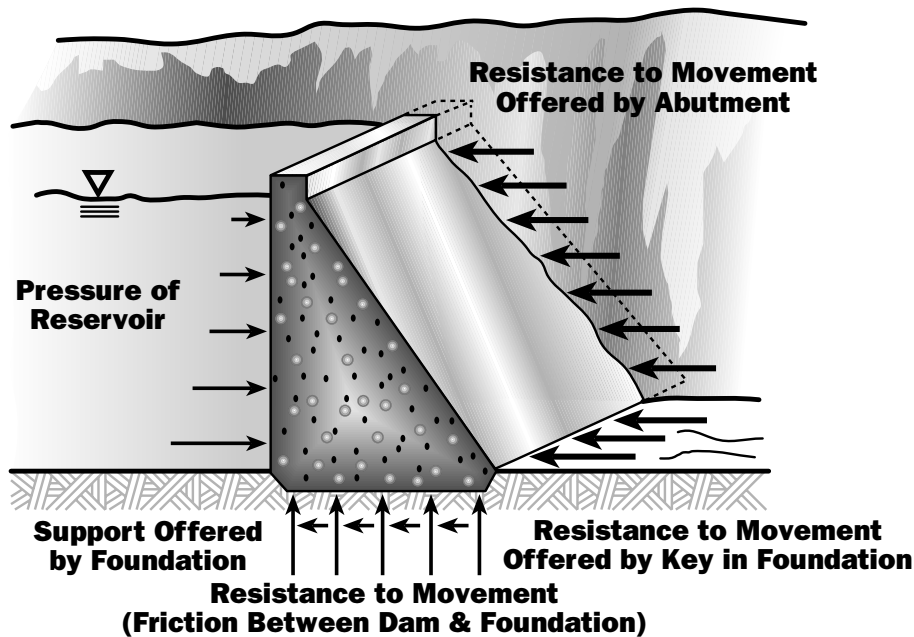 Resistance to Movement
Offered by Abutment
Pressure of
Reservoir
Support Offered
by Foundation
Resistance to Movement
Offered by Key in Foundation
Resistance to Movement
(Friction Between Dam & Foundation)